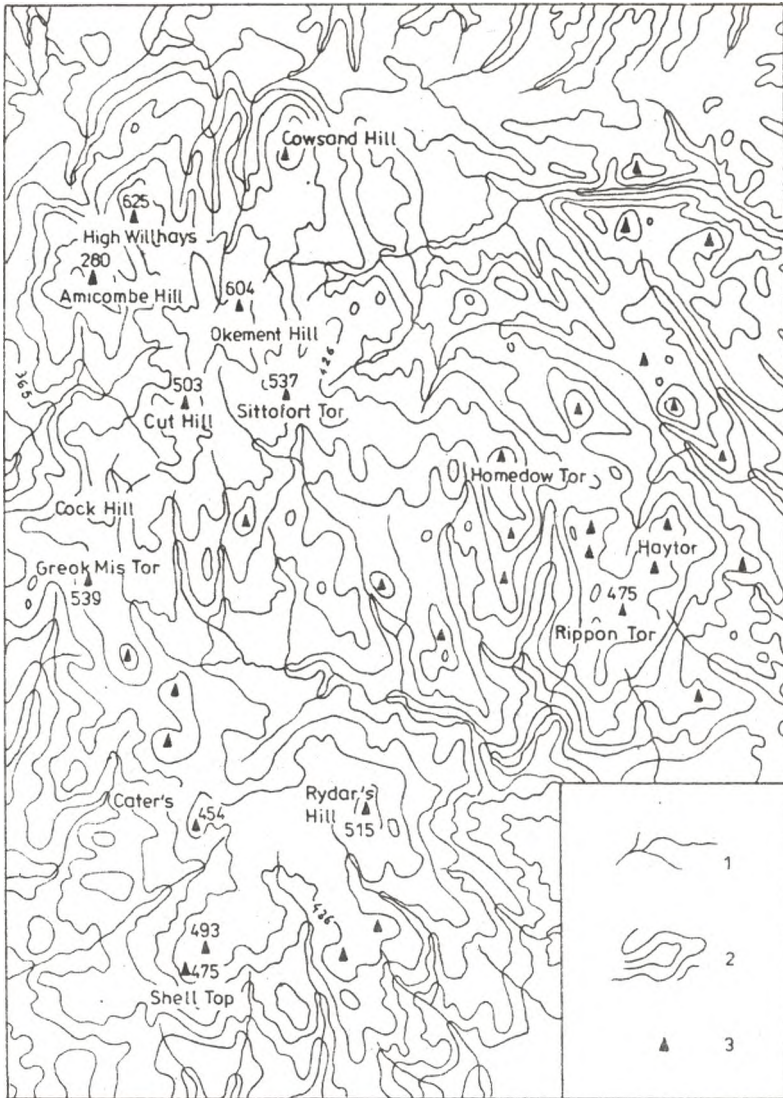 Cowsand Hill
625
High Willhays
280
Amicombe Hill
604
Okement Hill
426
365
503
537
Cut Hill
Sittofort Tor
Homedow Tor
Cock Hill
Haytor
Greok Mis Tor
539
475
Rippon Tor
Cater's
454
Rydar's
Hill
515
493
475
Shell Top
426
1
2
3